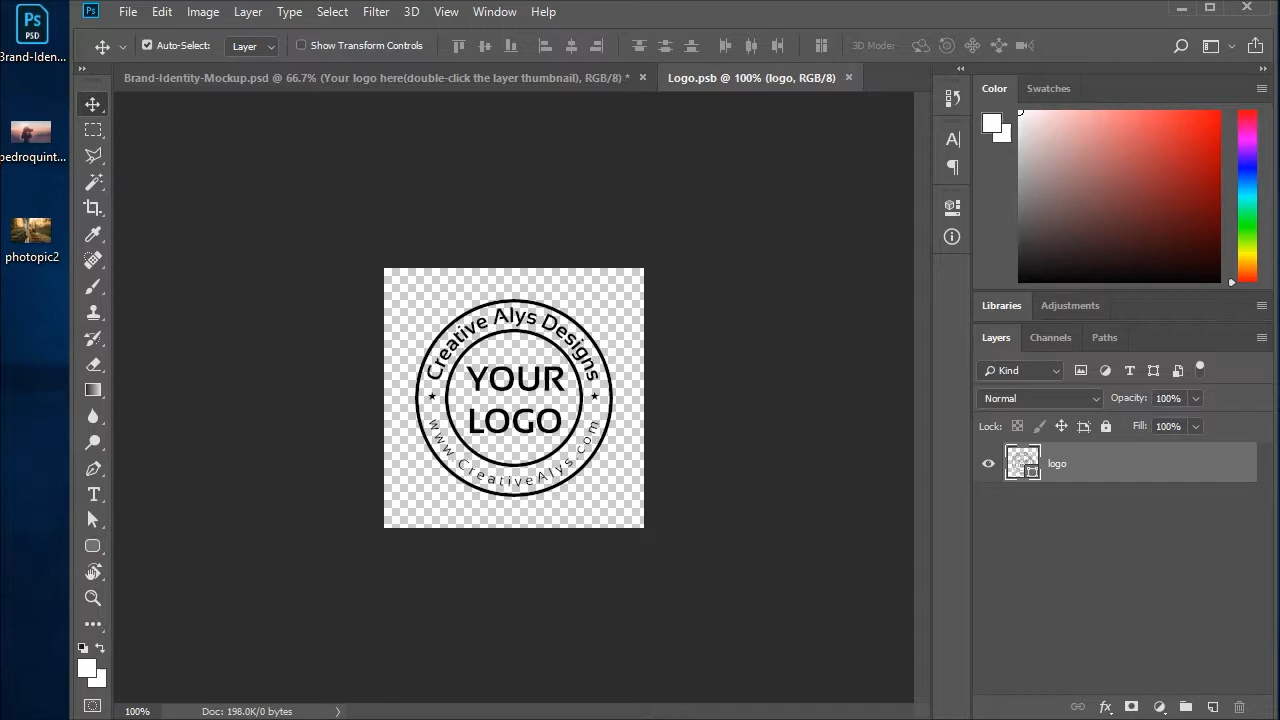 Ps
PSD
Brand-Iden...
pedroquint...
photopic2
Ps File Edit Image Layer Type Select Filter 3D View Window Help
Auto-Select: Layer Show Transform Controls 3D Mode:
Brand-Identity-Mockup.psd @ 66.7% (Your logo here(double-click the layer thumbnail), RGB/8) * × Logo.psb @ 100% (logo, RGB/8) ×
Creative Alys Designs
YOUR
LOGO
www.CreativeAlys.com
Color Swatches
Libraries Adjustments
Layers Channels Paths
Kind
Normal Opacity: 100%
Lock: Fill: 100%
logo
fx
100% Doc: 198.0K/0 bytes